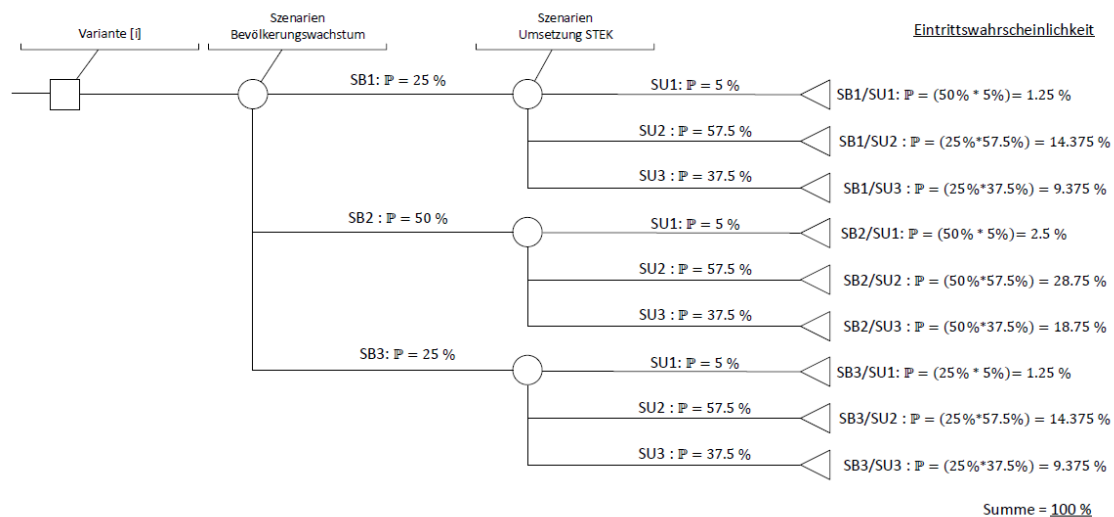 Variante [i]
Szenarien
Bevölkerungswachstum
Szenarien
Umsetzung STEK
Eintrittswahrscheinlichkeit
SB1: ℙ = 25 %
SU1: ℙ = 5 %
SB1/SU1: ℙ = (50% * 5%)= 1.25 %
SU2 : ℙ = 57.5 %
SB1/SU2 : ℙ = (25%*57.5%) = 14.375 %
SU3 : ℙ = 37.5 %
SB1/SU3 : ℙ = (25%*37.5%) = 9.375 %
SB2 : ℙ = 50 %
SU1: ℙ = 5 %
SB2/SU1: ℙ = (50% * 5%)= 2.5 %
SU2 : ℙ = 57.5 %
SB2/SU2 : ℙ = (50%*57.5%) = 28.75 %
SU3 : ℙ = 37.5 %
SB2/SU3 : ℙ = (50%*37.5%) = 18.75 %
SB3: ℙ = 25 %
SU1: ℙ = 5 %
SB3/SU1: ℙ = (25% * 5%)= 1.25 %
SU2 : ℙ = 57.5 %
SB3/SU2 : ℙ = (25%*57.5%) = 14.375 %
SU3 : ℙ = 37.5 %
SB3/SU3 : ℙ = (25%*37.5%) = 9.375 %
Summe = 100 %